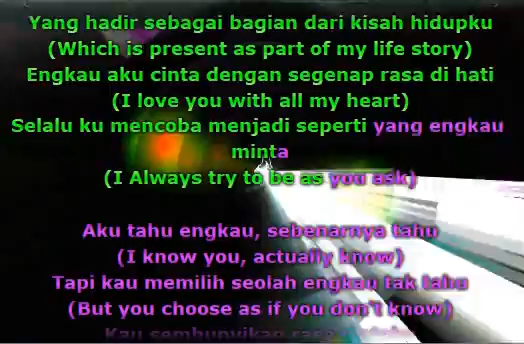 Yang hadir sebagai bagian dari kisah hidupku
(Which is present as part of my life story)
Engkau aku cinta dengan segenap rasa di hati
(I love you with all my heart)
Selalu ku mencoba menjadi seperti yang engkau
minta
(I Always try to be as you ask)
Aku tahu engkau, sebenarnya tahu
(I know you, actually know)
Tapi kau memilih seolah engkau tak tahu
(But you choose as if you don't know)
Kau sembunyikan rasa